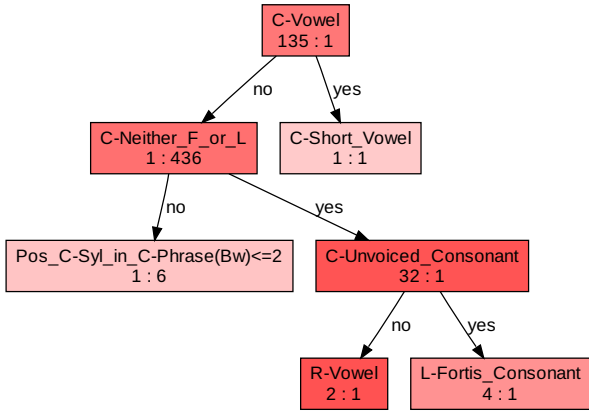 C-Vowel
135 : 1
no
yes
C-Neither_F_or_L
1 : 436
C-Short_Vowel
1 : 1
no
yes
Pos_C-Syl_in_C-Phrase(Bw)<=2
1 : 6
C-Unvoiced_Consonant
32 : 1
no
yes
R-Vowel
2 : 1
L-Fortis_Consonant
4 : 1